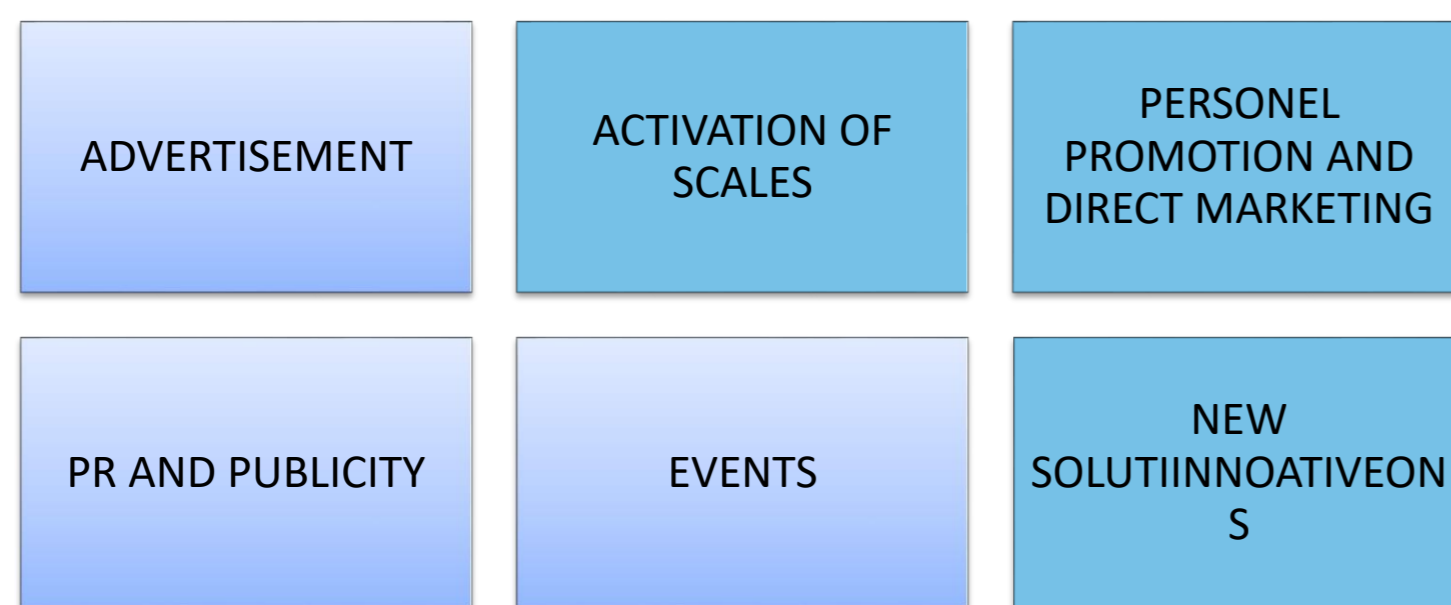 ADVERTISEMENT
ACTIVATION OF
SCALES
PERSONEL
PROMOTION AND
DIRECT MARKETING
PR AND PUBLICITY
EVENTS
NEW
SOLUTIINNOATIVEON
S